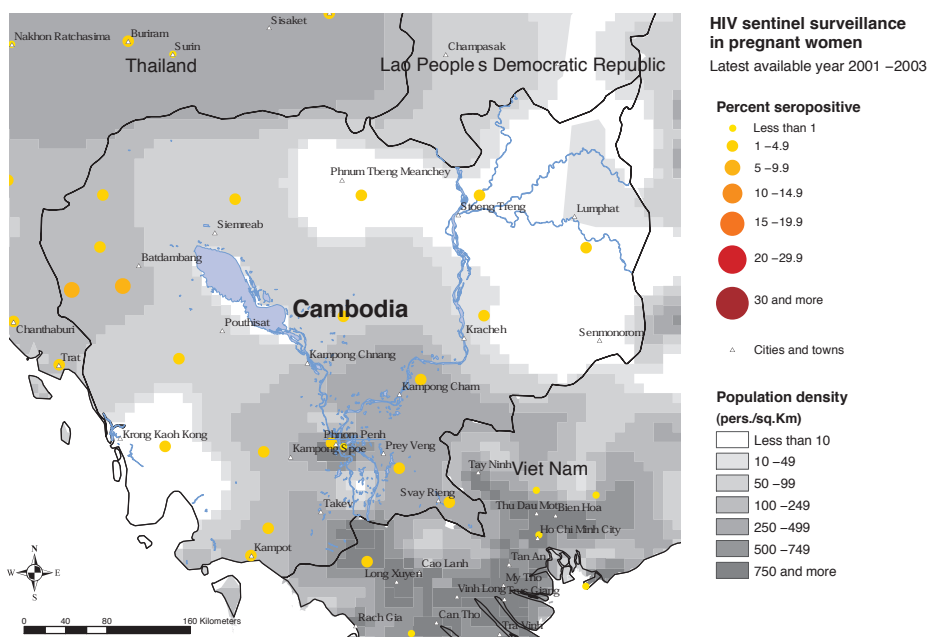 HIV sentinel surveillance
in pregnant women
Latest available year 2001 –2003
Percent seropositive
Less than 1
1 –4.9
5 –9.9
10 –14.9
15 –19.9
20 –29.9
30 and more
Cities and towns
Population density
(pers./sq.Km)
Less than 10
10 –49
50 –99
100 –249
250 –499
500 –749
750 and more
Sisaket
Nakhon Ratchasima
Buriram
Surin
Champasak
Thailand
Lao People's Democratic Republic
Phnum Tbeng Meanchey
Stoeng Treng
Lumphat
Siemreab
Batdambang
Cambodia
Chanthaburi
Pouthisat
Kracheh
Senmonorom
Trat
Kampong Chnang
Kampong Cham
Krong Kaoh Kong
Phnom Penh
Kampong Spoe
Prey Veng
Tay Ninh
Viet Nam
Svay Rieng
Takev
Thu Dau Mot
Bien Hoa
Ho Chi Minh City
Kampot
Tan An
Cao Lanh
Long Xuyen
My Tho
Vinh Long
Truc Giang
Rach Gia
Can Tho
Tra Vinh
N
W
E
S
0 40 80 160 Kilometers